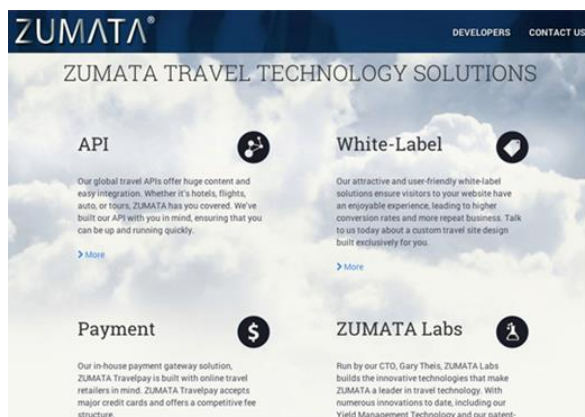 ZUMATA®
DEVELOPERS CONTACT US
ZUMATA TRAVEL TECHNOLOGY SOLUTIONS
API
Our global travel APIs offer huge content and
easy integration. Whether it's hotels, flights,
auto, or tours, ZUMATA has you covered. We've
built our API with you in mind, ensuring that you
can be up and running quickly.
> More
White-Label
Our attractive and user-friendly white-label
solutions ensure visitors to your website have
an enjoyable experience, leading to higher
conversion rates and more repeat business. Talk
to us today about a custom travel site design
built exclusively for you.
> More
Payment
$
Our in-house payment gateway solution,
ZUMATA Travelpay is built with online travel
retailers in mind. ZUMATA Travelpay accepts
major credit cards and offers a competitive fee
structure.
ZUMATA Labs
Run by our CTO, Gary Theis, ZUMATA Labs
builds the innovative technologies that make
ZUMATA a leader in travel technology. With
numerous innovations to date, including our
Yield Management Technology and our patent-